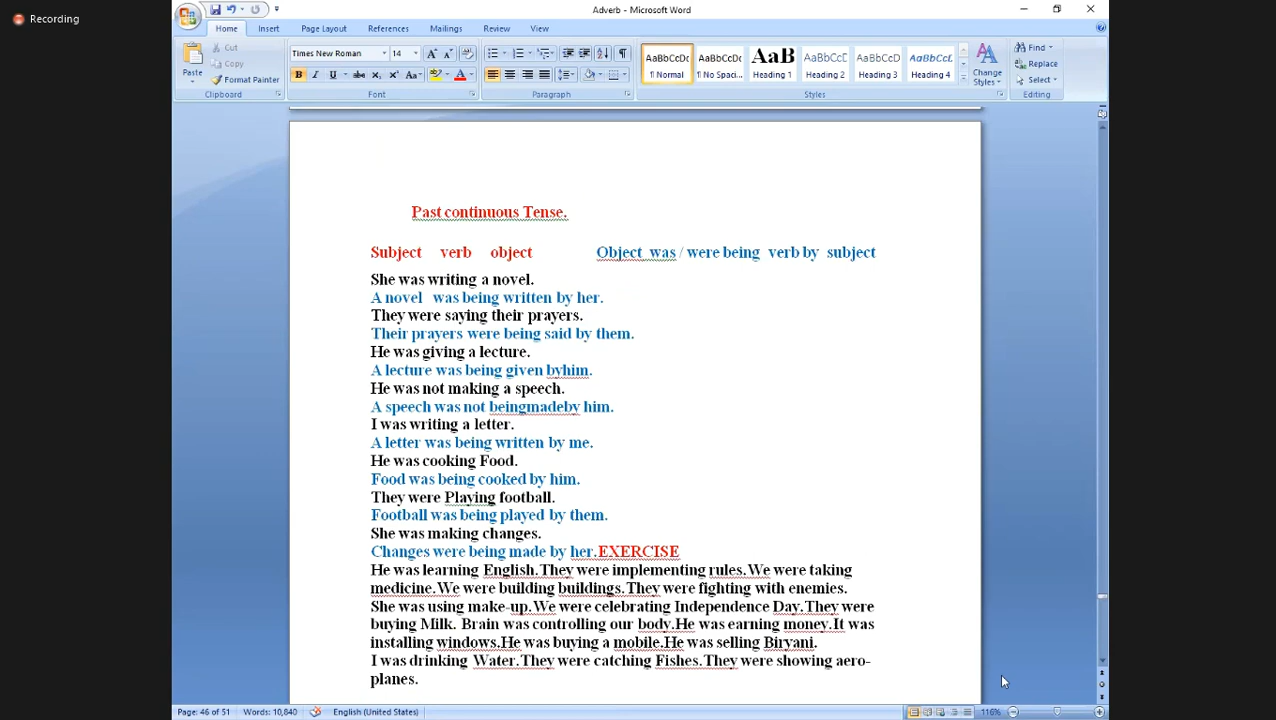 Recording
Adverb - Microsoft Word
Home Insert Page Layout References Mailings Review View
Paste
Cut
Copy
Format Painter
Clipboard
Times New Roman 14
B I U abc x₂ x² Aa
Font
Paragraph
AaBbCcDc AaBbCcDc AaB AaBbCc AaBbCcI AaBbCcL
¶ Normal ¶ No Spaci... Heading 1 Heading 2 Heading 3 Heading 4
Change Styles
Styles
Find
Replace
Select
Editing
Past continuous Tense.
Subject verb object Object was / were being verb by subject
She was writing a novel.
A novel was being written by her.
They were saying their prayers.
Their prayers were being said by them.
He was giving a lecture.
A lecture was being given byhim.
He was not making a speech.
A speech was not beingmadeby him.
I was writing a letter.
A letter was being written by me.
He was cooking Food.
Food was being cooked by him.
They were Playing football.
Football was being played by them.
She was making changes.
Changes were being made by her.EXERCISE
He was learning English.They were implementing rules.We were taking
medicine.We were building buildings.They were fighting with enemies.
She was using make-up.We were celebrating Independence Day.They were
buying Milk. Brain was controlling our body.He was earning money.It was
installing windows.He was buying a mobile.He was selling Biryani.
I was drinking Water.They were catching Fishes.They were showing aero-
planes.
Page: 46 of 51 Words: 10,840 English (United States) 116%